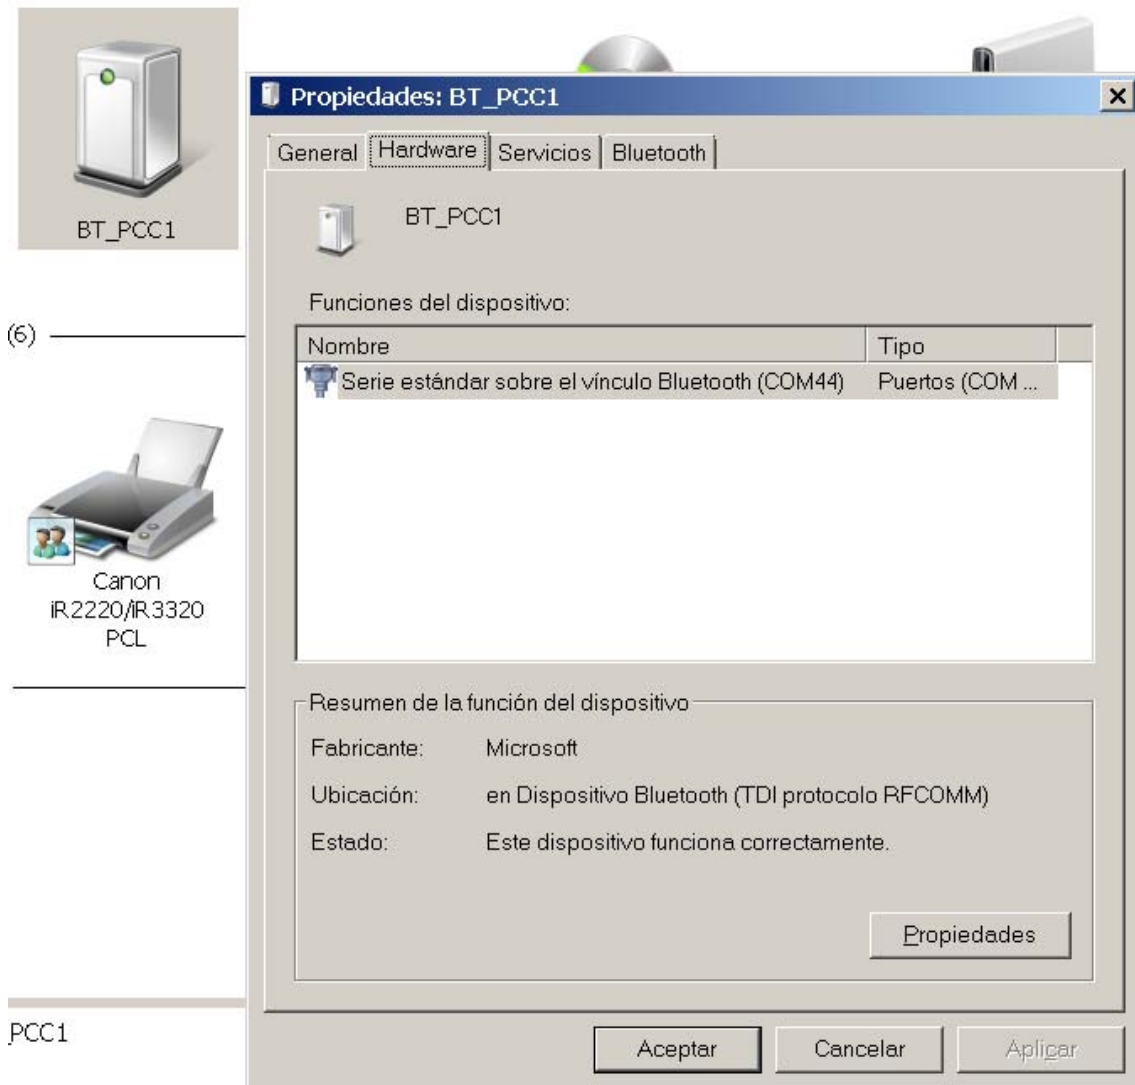 BT_PCC1
(6)
Canon
iR2220/iR3320
PCL
_PCC1
Propiedades: BT_PCC1
General Hardware Servicios Bluetooth
BT_PCC1
Funciones del dispositivo:
Nombre Tipo
Serie estándar sobre el vínculo Bluetooth (COM44) Puertos (COM ...
Resumen de la función del dispositivo
Fabricante: Microsoft
Ubicación: en Dispositivo Bluetooth (TDI protocolo RFCOMM)
Estado: Este dispositivo funciona correctamente.
Propiedades
Aceptar Cancelar Aplicar